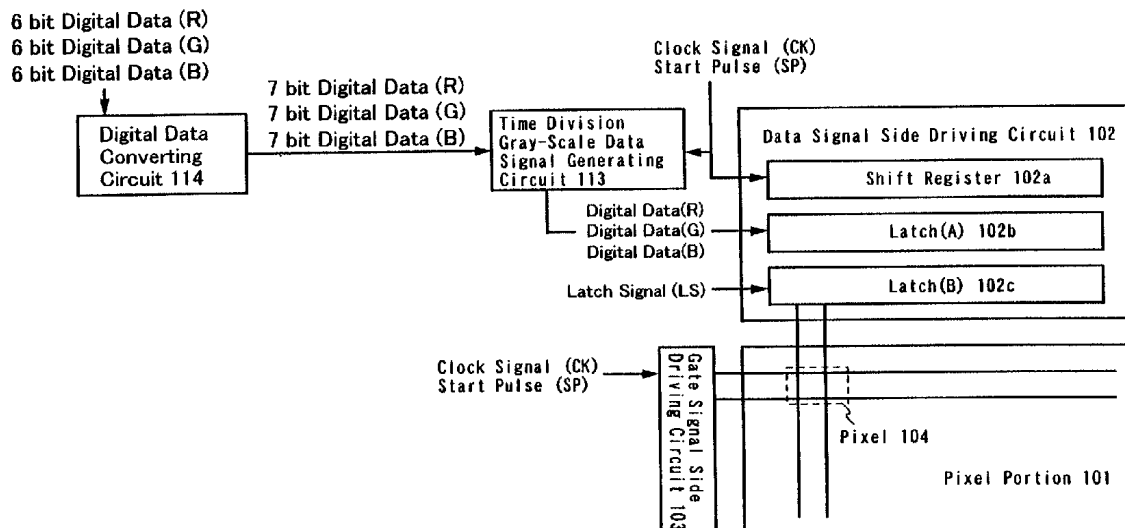 6 bit Digital Data (R)
6 bit Digital Data (G)
6 bit Digital Data (B)
Digital Data
Converting
Circuit 114
7 bit Digital Data (R)
7 bit Digital Data (G)
7 bit Digital Data (B)
Time Division
Gray-Scale Data
Signal Generating
Circuit 113
Clock Signal (CK)
Start Pulse (SP)
Data Signal Side Driving Circuit 102
Shift Register 102a
Digital Data(R)
Digital Data(G)
Digital Data(B)
Latch(A) 102b
Latch Signal (LS)
Latch(B) 102c
Clock Signal (CK)
Start Pulse (SP)
Gate Signal Side
Driving Circuit 103
Pixel 104
Pixel Portion 101